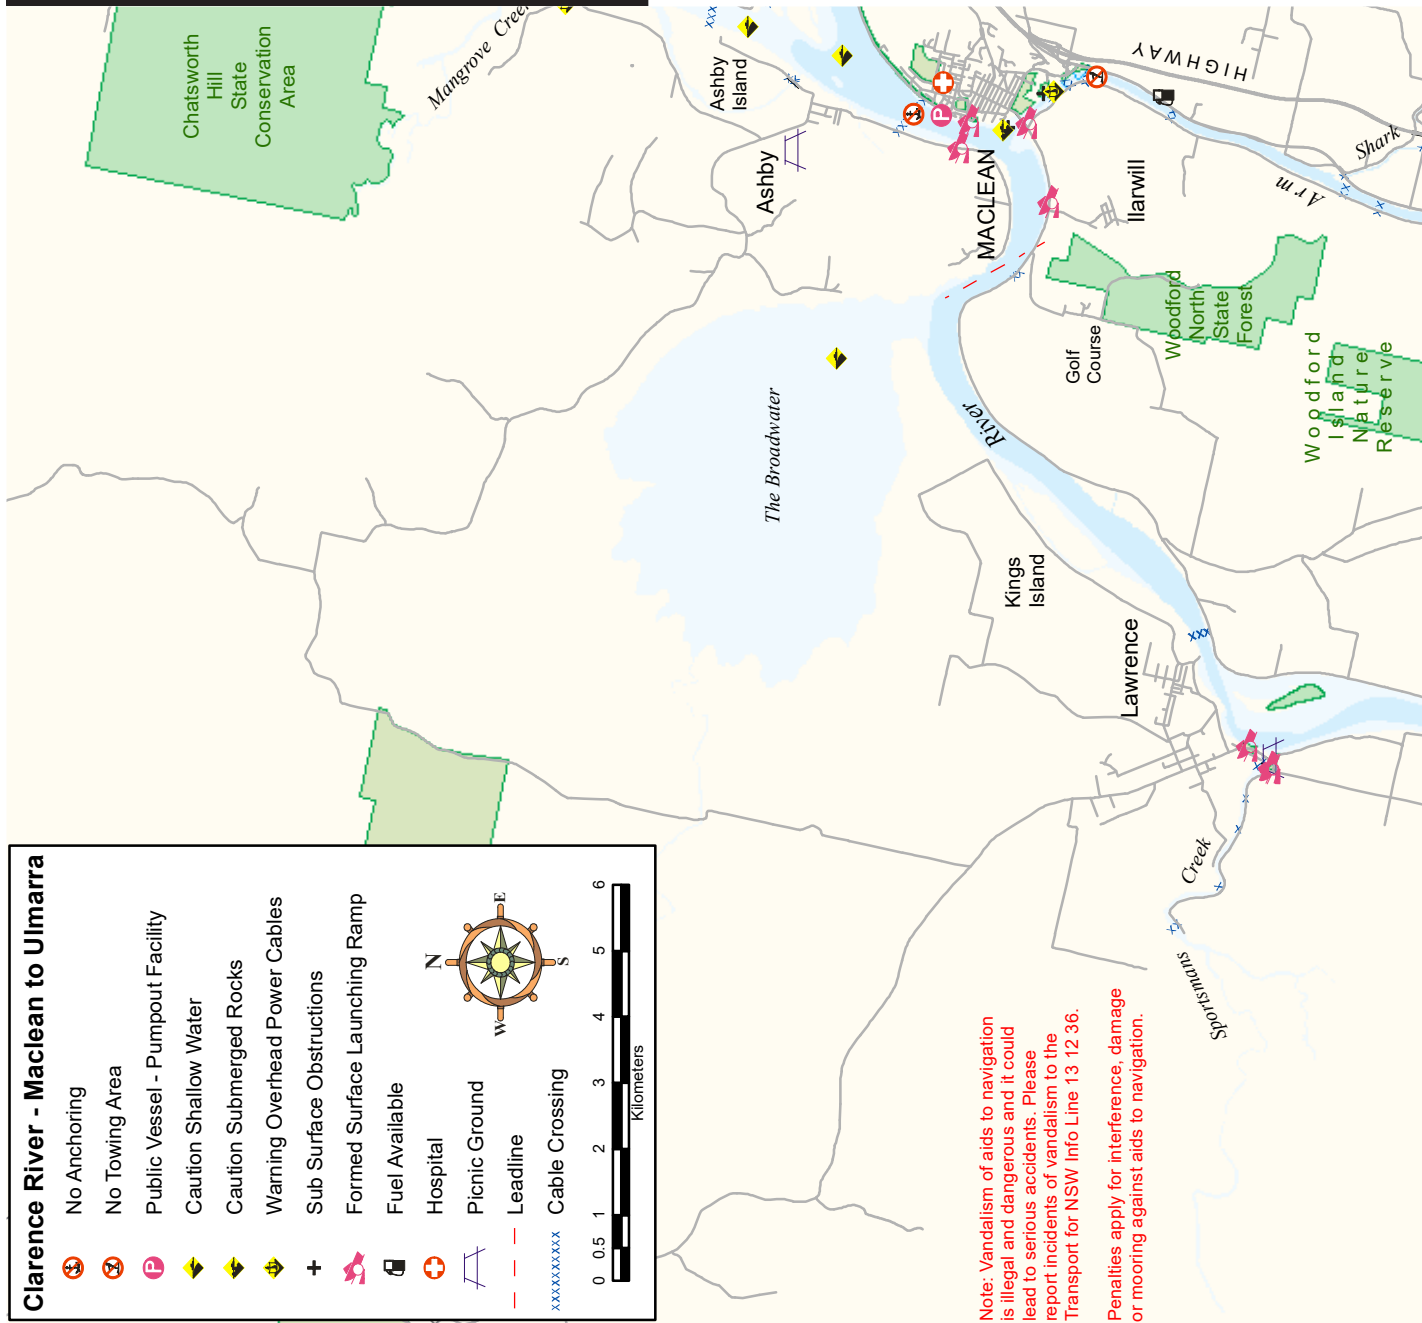 Clarence River - Maclean to Ulmarra
No Anchoring
No Towing Area
Public Vessel - Pumpout Facility
Caution Shallow Water
Caution Submerged Rocks
Warning Overhead Power Cables
Sub Surface Obstructions
Formed Surface Launching Ramp
Fuel Available
Hospital
Picnic Ground
Leadline
Cable Crossing
N
W
E
S
0 0.5 1 2 3 4 5 6
Kilometers
Note: Vandalism of aids to navigation
is illegal and dangerous and it could
lead to serious accidents. Please
report incidents of vandalism to the
Transport for NSW Info Line 13 12 36.
Penalties apply for interference, damage
or mooring against aids to navigation.
Chatsworth
Hill
State
Conservation
Area
Mangrove Creek
Ashby
Island
Ashby
P
MACLEAN
HIGHWAY
Ilarwill
Shark
Arm
Woodford
North
State
Forest
Golf
Course
Woodford
Island
Nature
Reserve
The Broadwater
River
Kings
Island
Lawrence
Creek
Sportsmans